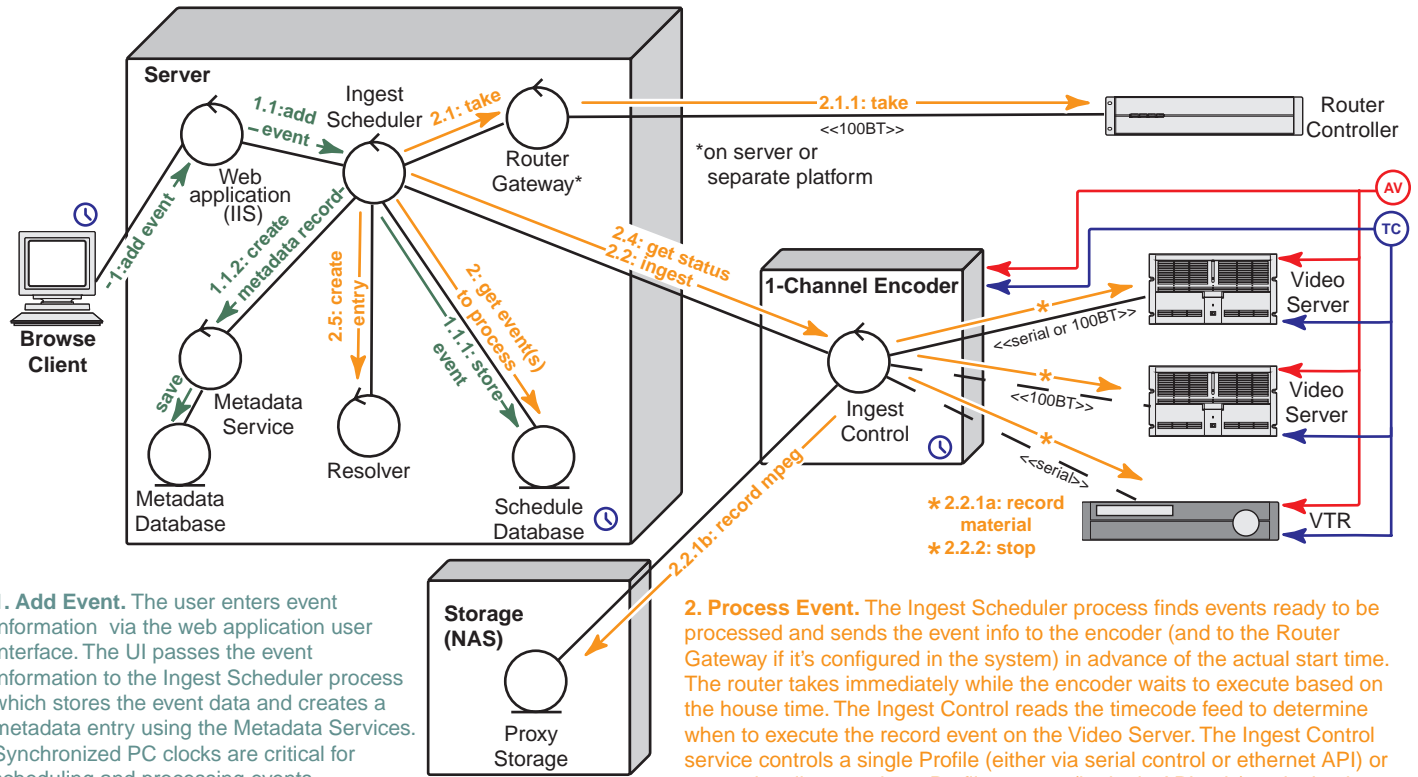 Server
1.1:add
event
Ingest
Scheduler
2.1: take
2.1.1: take
<<100BT>>
Router
Controller
Web
application
(IIS)
Router
Gateway*
*on server or
separate platform
AV
TC
1:add event
1.1.2: create
metadata record
2.5: create
entry
2: get event(s)
to process
1.1.1: store
event
2.4: get status
2.2: ingest
1-Channel Encoder
Ingest
Control
<<serial or 100BT>>
Video
Server
*
<<100BT>>
Video
Server
*
<<serial>>
*
VTR
Browse
Client
save
Metadata
Service
Resolver
Metadata
Database
Schedule
Database
* 2.2.1a: record
material
* 2.2.2: stop
2.2.1b: record mpeg
Storage
(NAS)
Proxy
Storage
1. Add Event. The user enters event
information via the web application user
interface. The UI passes the event
information to the Ingest Scheduler process
which stores the event data and creates a
metadata entry using the Metadata Services.
Synchronized PC clocks are critical for
scheduling and processing events
2. Process Event. The Ingest Scheduler process finds events ready to be
processed and sends the event info to the encoder (and to the Router
Gateway if it's configured in the system) in advance of the actual start time.
The router takes immediately while the encoder waits to execute based on
the house time. The Ingest Control reads the timecode feed to determine
when to execute the record event on the Video Server. The Ingest Control
service controls a single Profile (either via serial control or ethernet API) or